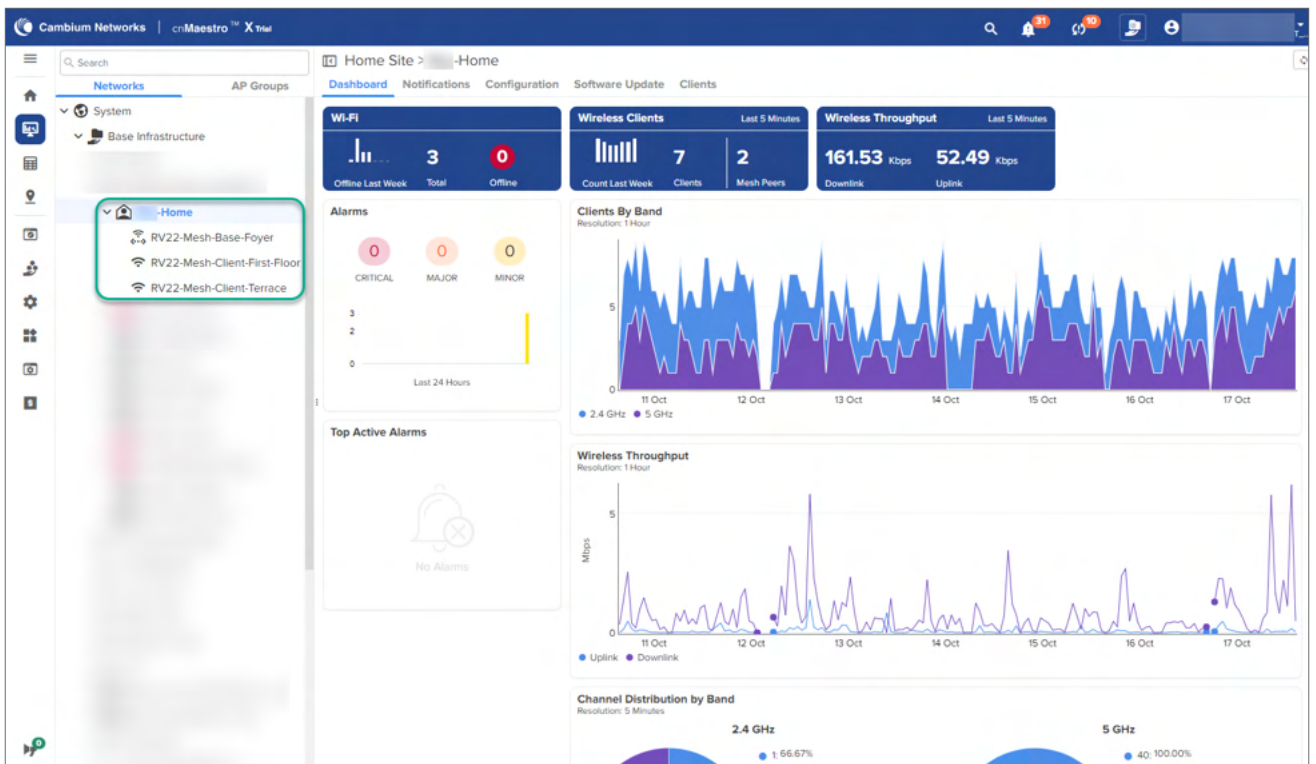 Cambium Networks | cnMaestro™ X Trial
31
10
Search
Networks
AP Groups
System
Base Infrastructure
-Home
RV22-Mesh-Base-Foyer
RV22-Mesh-Client-First-Floor
RV22-Mesh-Client-Terrace
0
Home Site > -Home
Dashboard Notifications Configuration Software Update Clients
Wi-Fi
3
0
Offline Last Week Total Offline
Wireless Clients Last 5 Minutes
7 2
Count Last Week Clients Mesh Peers
Wireless Throughput Last 5 Minutes
161.53 Kbps 52.49 Kbps
Downlink Uplink
Alarms
0 0 0
CRITICAL MAJOR MINOR
3
2
0
Last 24 Hours
Top Active Alarms
No Alarms
Clients By Band
Resolution: 1 Hour
5
0
11 Oct 12 Oct 13 Oct 14 Oct 15 Oct 16 Oct 17 Oct
2.4 GHz 5 GHz
Wireless Throughput
Resolution: 1 Hour
5
Mbps
0
11 Oct 12 Oct 13 Oct 14 Oct 15 Oct 16 Oct 17 Oct
Uplink Downlink
Channel Distribution by Band
Resolution: 5 Minutes
2.4 GHz
1: 66.67%
5 GHz
40: 100.00%